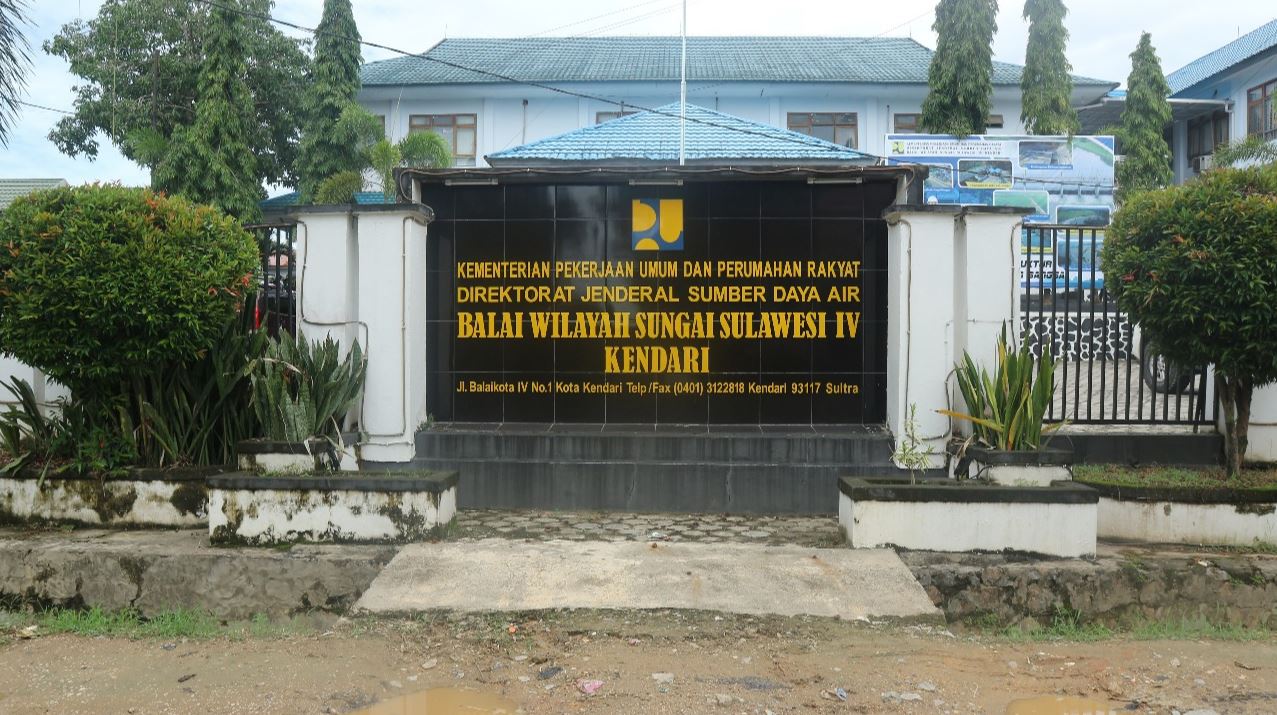 KEMENTERIAN PEKERJAAN UMUM DAN PERUMAHAN RAKYAT
DIREKTORAT JENDERAL SUMBER DAYA AIR
BALAI WILAYAH SUNGAI SULAWESI IV
KENDARI
Jl. Balaikota IV No.1 Kota Kendari Telp/Fax (0401) 3122818 Kendari 93117 Sultra